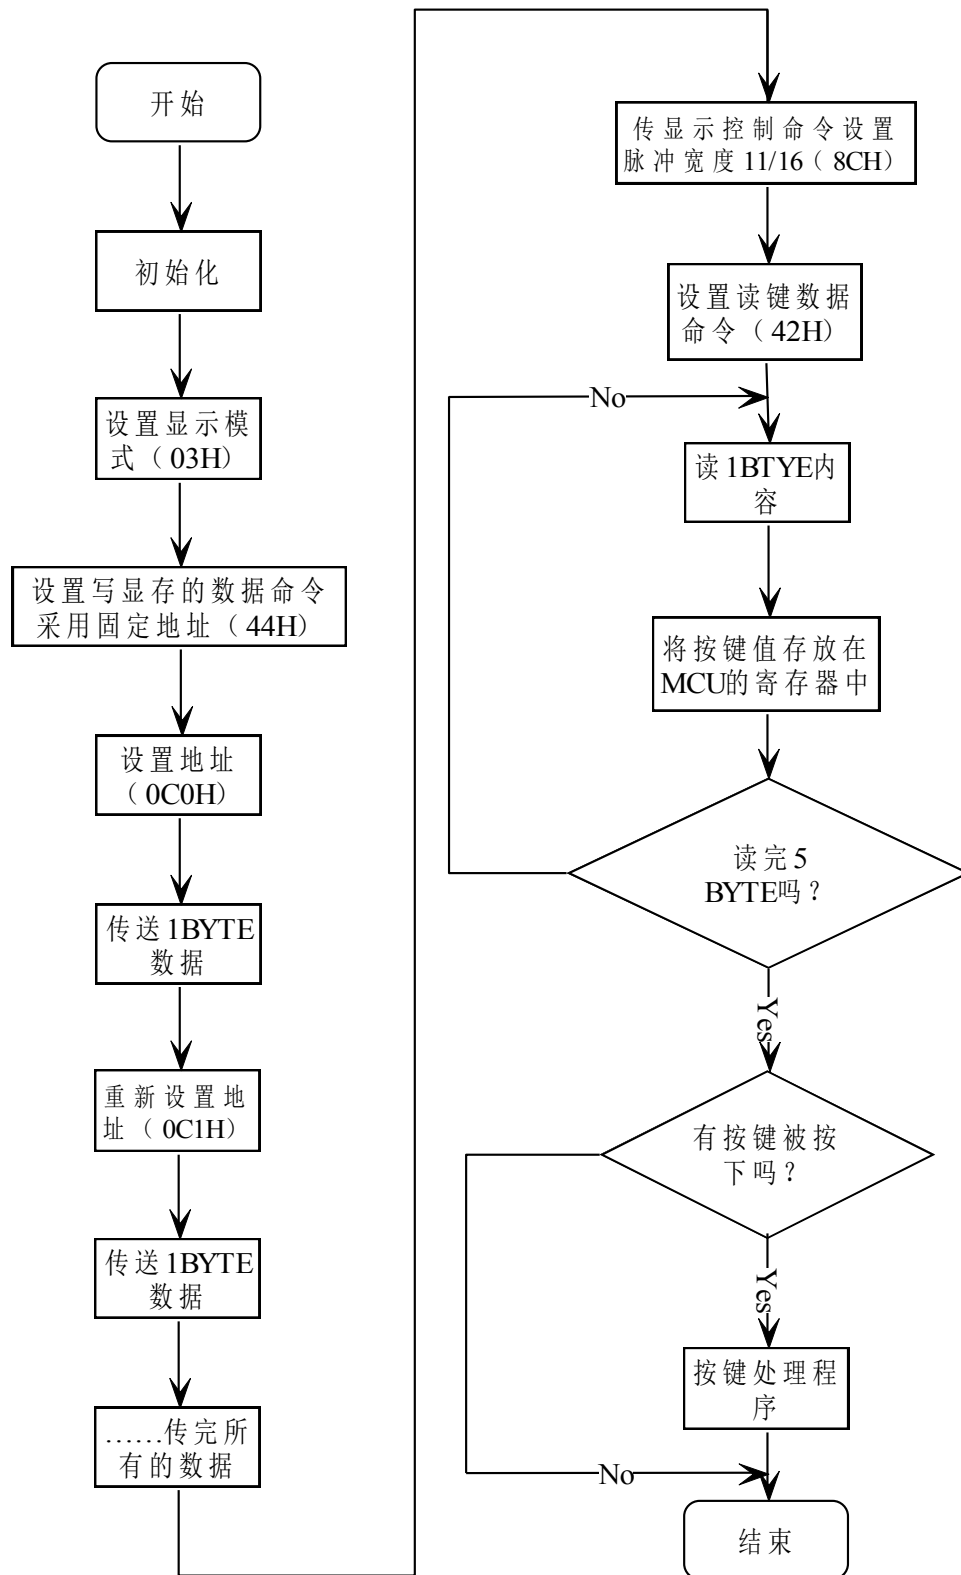 开始
初始化
设置显示模
式（03H）
设置写显存的数据命令
采用固定地址（44H）
设置地址
（0C0H）
传送1BYTE
数据
重新设置地
址（0C1H）
传送1BYTE
数据
……传完所
有的数据
传显示控制命令设置
脉冲宽度11/16（8CH）
设置读键数据
命令（42H）
No
读1BTYE内
容
将按键值存放在
MCU的寄存器中
读完5
BYTE吗？
Yes
有按键被按
下吗？
Yes
按键处理程
序
No
结束